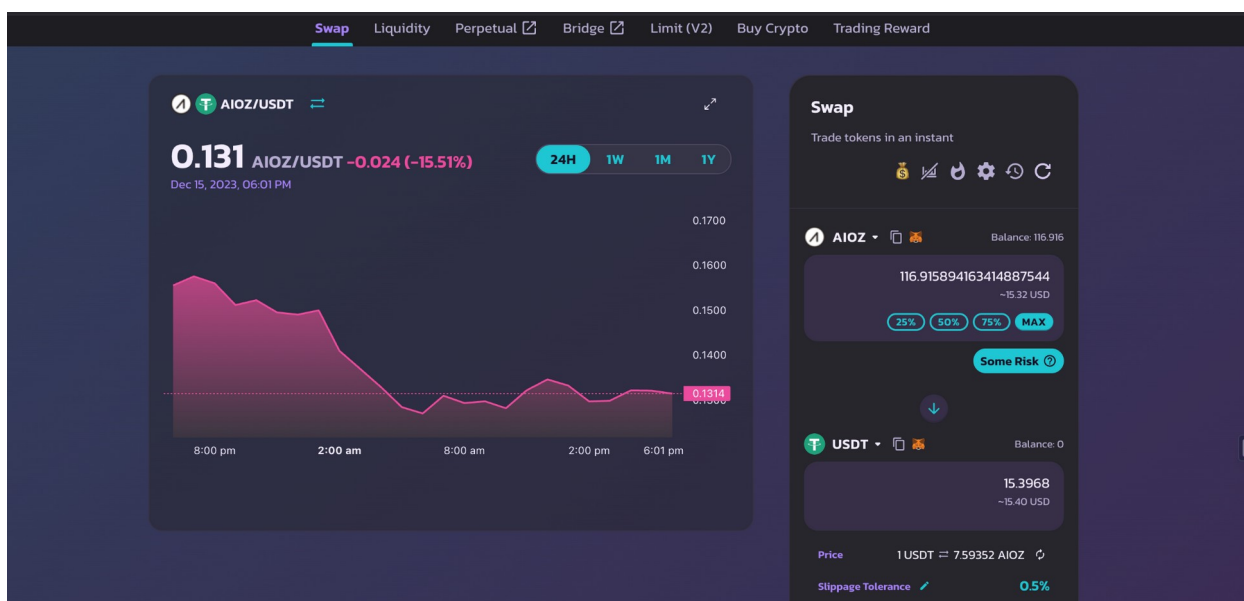 Swap Liquidity Perpetual Bridge Limit (V2) Buy Crypto Trading Reward
AIOZ/USDT
0.131 AIOZ/USDT -0.024 (-15.51%)
24H 1W 1M 1Y
Dec 15, 2023, 06:01 PM
0.1700
0.1600
0.1500
0.1400
0.1314
0.1300
8:00 pm 2:00 am 8:00 am 2:00 pm 6:01 pm
Swap
Trade tokens in an instant
AIOZ Balance: 116.916
116.915894163414887544
~15.32 USD
25% 50% 75% MAX
Some Risk
USDT Balance: 0
15.3968
~15.40 USD
Price 1 USDT = 7.59352 AIOZ
Slippage Tolerance 0.5%